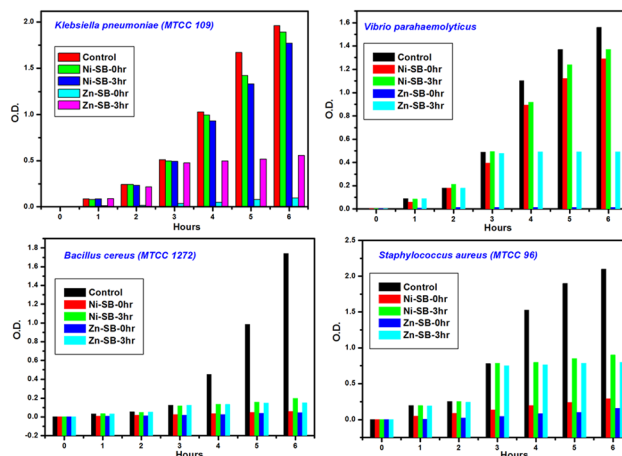 Klebsiella pneumoniae (MTCC 109)
Control
Ni-SB-0hr
Ni-SB-3hr
Zn-SB-0hr
Zn-SB-3hr
O.D.
2.0
1.5
1.0
0.5
0.0
0 1 2 3 4 5 6
Hours
Vibrio parahaemolyticus
Control
Ni-SB-0hr
Ni-SB-3hr
Zn-SB-0hr
Zn-SB-3hr
O.D.
1.6
1.4
1.2
1.0
0.8
0.6
0.4
0.2
0.0
0 1 2 3 4 5 6
Hours
Bacillus cereus (MTCC 1272)
Control
Ni-SB-0hr
Ni-SB-3hr
Zn-SB-0hr
Zn-SB-3hr
O.D.
1.8
1.6
1.4
1.2
1.0
0.8
0.6
0.4
0.2
0.0
-0.2
0 1 2 3 4 5 6
Hours
Staphylococcus aureus (MTCC 96)
Control
Ni-SB-0hr
Ni-SB-3hr
Zn-SB-0hr
Zn-SB-3hr
O.D.
2.5
2.0
1.5
1.0
0.5
0.0
0 1 2 3 4 5 6
Hours